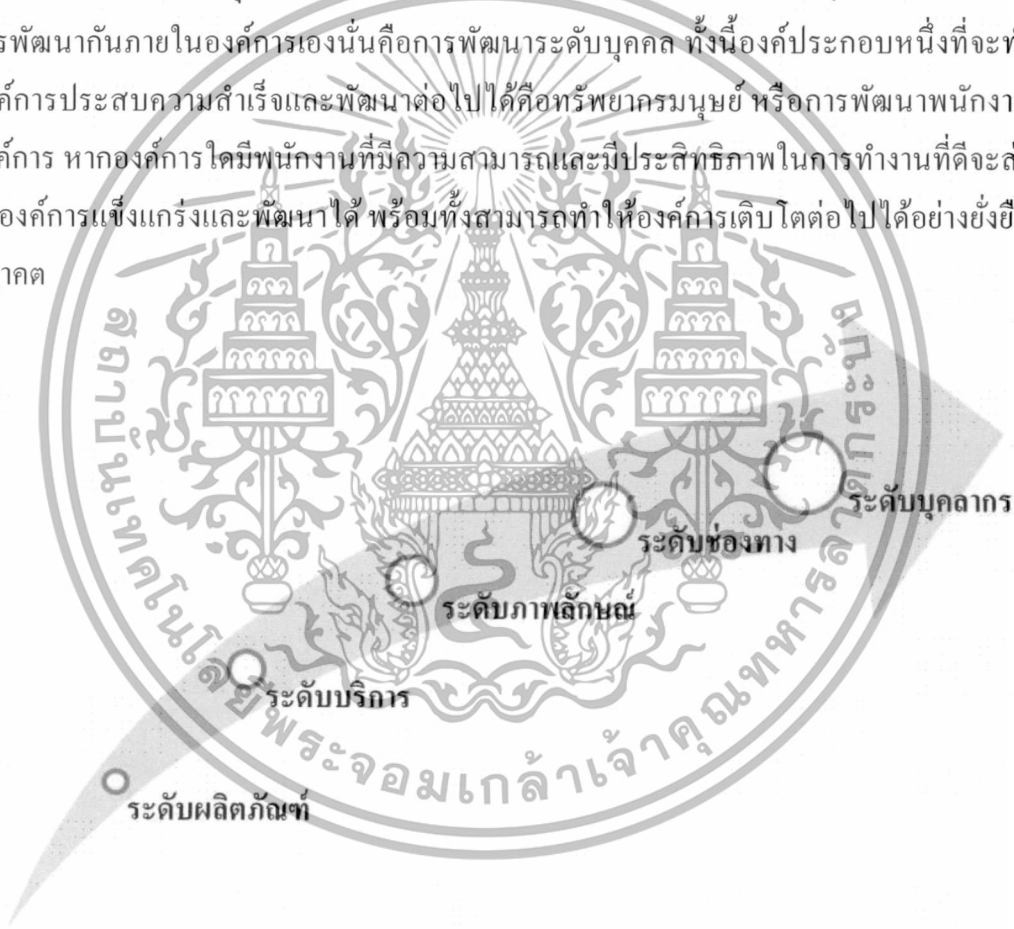 รพัฒนากันภายในองค์การเองนั่นคือการพัฒนาระดับบุคคล ทั้งนี้องค์ประกอบหนึ่งที่จะท
ค์การประสบความสำเร็จและพัฒนาต่อไปได้คือทรัพยากรมนุษย์ หรือการพัฒนาพนักงา
ค์การ หากองค์การใดมีพนักงานที่มีความสามารถและมีประสิทธิภาพในการทำงานที่ดีจะส่
องค์การแข็งแกร่งและพัฒนาได้ พร้อมทั้งสามารถทำให้องค์การเติบโตต่อไปได้อย่างยั่งยื
าคต
ระดับบุคลากร
ระดับช่องทาง
ระดับภาพลักษณ์
ระดับบริการ
ระดับผลิตภัณฑ์
สถาบันเทคโนโลยีพระจอมเกล้าเจ้าคุณทหารลาดกระบัง